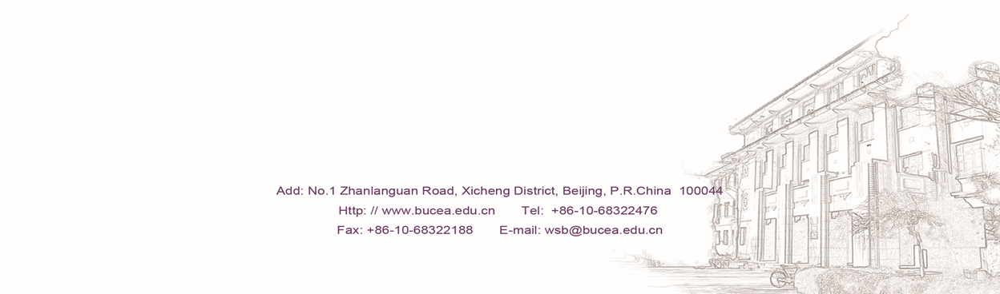 Add: No.1 Zhanlanguan Road, Xicheng District, Beijing, P.R.China  100044
Http: // www.bucea.edu.cn       Tel:  +86-10-68322476
Fax: +86-10-68322188       E-mail: wsb@bucea.edu.cn